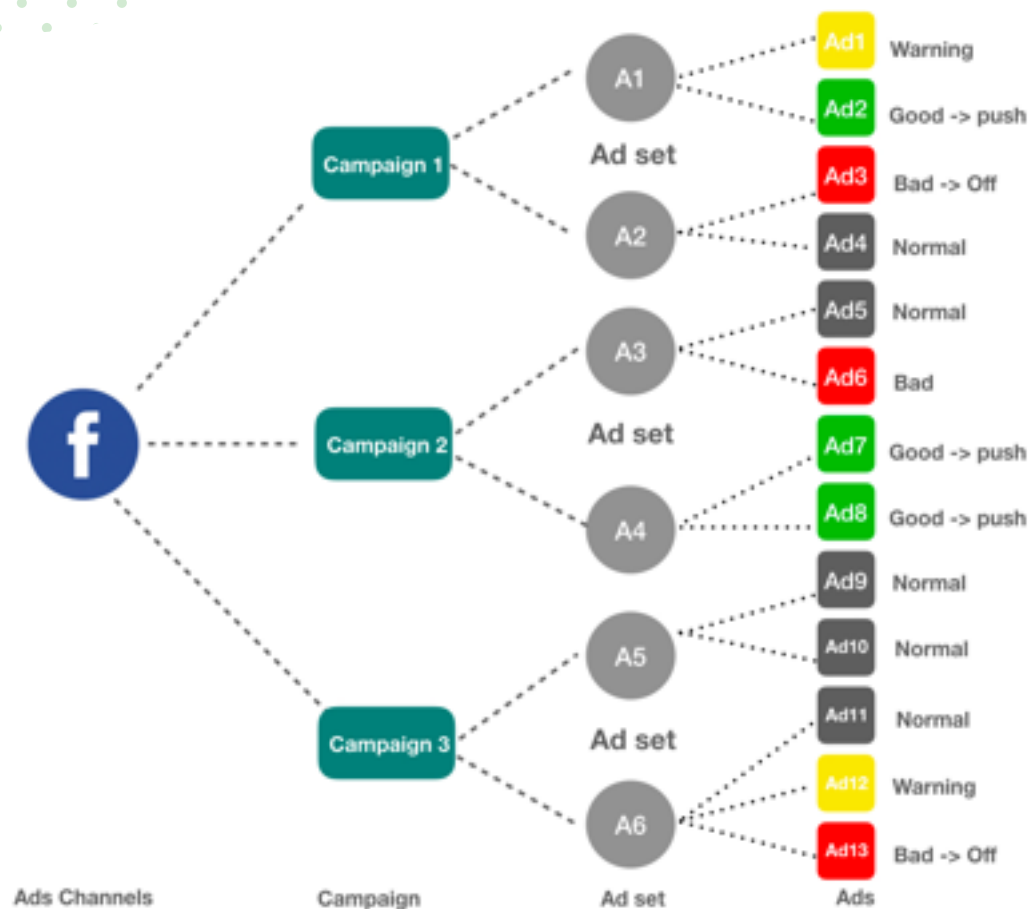 Ad1 Warning
A1
Ad2 Good -> push
Campaign 1
Ad set
Ad3 Bad -> Off
A2
Ad4 Normal
Ad5 Normal
A3
Ad6 Bad
f
Campaign 2
Ad set
Ad7 Good -> push
Ad8 Good -> push
A4
Ad9 Normal
A5
Ad10 Normal
Ad11 Normal
Campaign 3
Ad set
Ad12 Warning
A6
Ad13 Bad -> Off
Ads Channels Campaign Ad set Ads